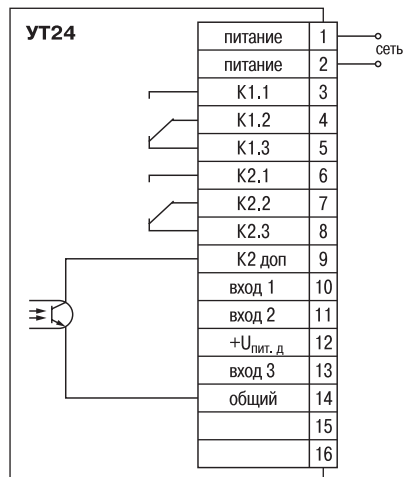 УТ24
питание 1
сеть
питание 2
К1.1 3
К1.2 4
К1.3 5
К2.1 6
К2.2 7
К2.3 8
К2 доп 9
вход 1 10
вход 2 11
+Uпит. д 12
вход 3 13
общий 14
15
16